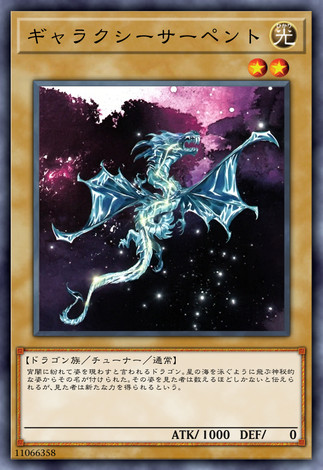 ギャラクシーサーペント
光
【ドラゴン族／チューナー／通常】
宵闇に紛れて姿を現わすと言われるドラゴン。星の海を泳ぐように飛ぶ神秘的
な姿からその名が付けられた。その姿を見た者は数えるほどしかないと伝えら
れるが、見た者は新たな力を得られるという。
ATK/ 1000 DEF/ 0
11066358